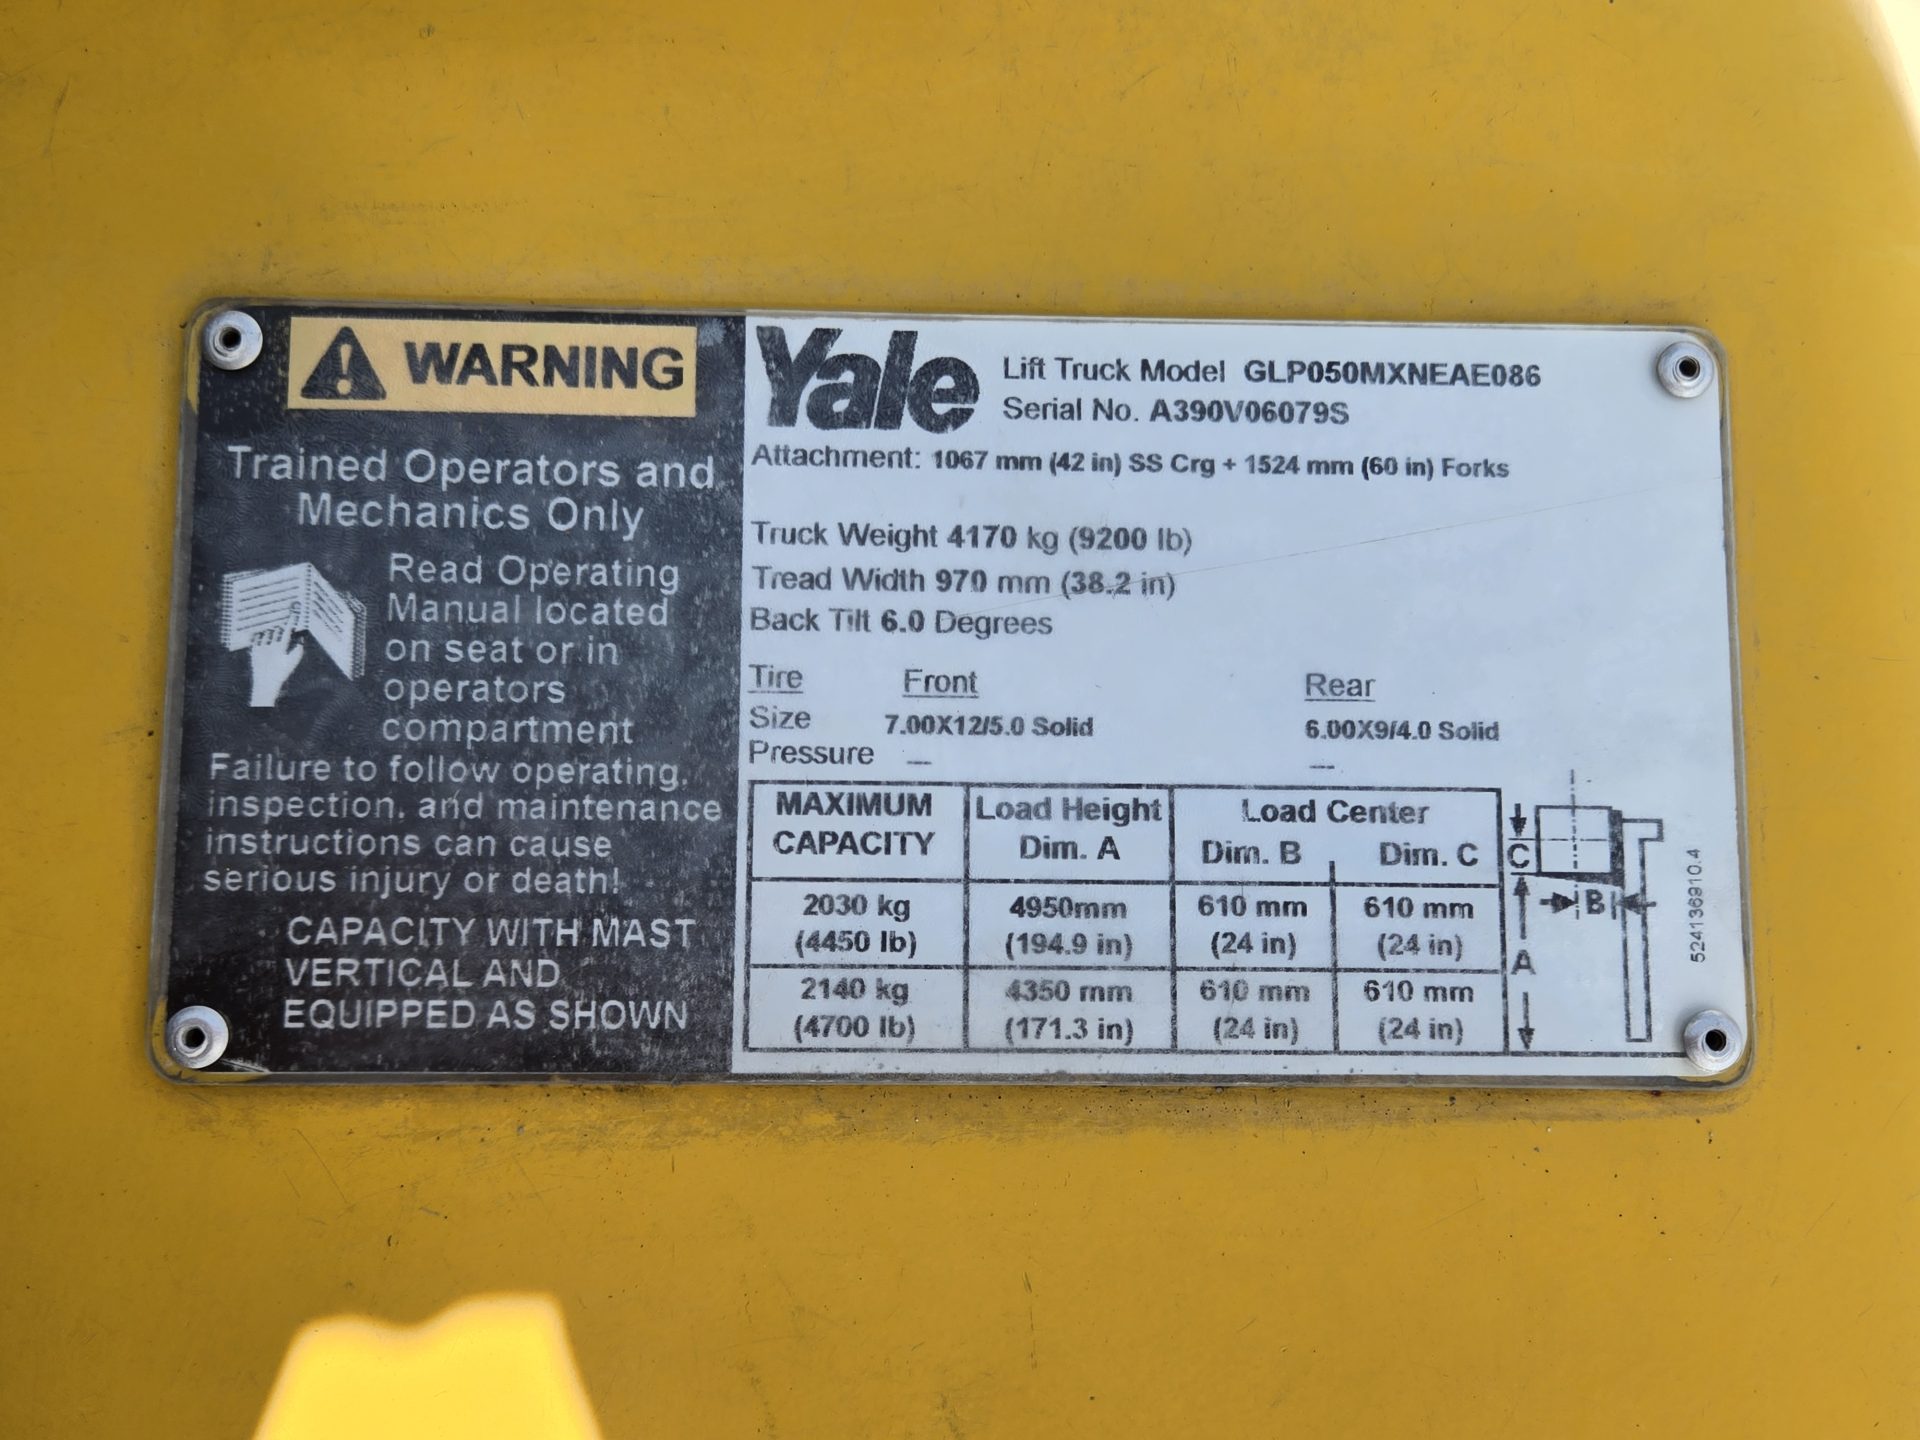 WARNING
Trained Operators and
Mechanics Only
Read Operating
Manual located
on seat or in
operators
compartment
Failure to follow operating,
inspection, and maintenance
instructions can cause
serious injury or death!
CAPACITY WITH MAST
VERTICAL AND
EQUIPPED AS SHOWN
Yale
Lift Truck Model GLP050MXNEAE086
Serial No. A390V06079S
Attachment: 1067 mm (42 in) SS Crg + 1524 mm (60 in) Forks
Truck Weight 4170 kg (9200 lb)
Tread Width 970 mm (38.2 in)
Back Tilt 6.0 Degrees
Tire Front Rear
Size 7.00X12/5.0 Solid 6.00X9/4.0 Solid
Pressure — —
MAXIMUM Load Height Load Center
CAPACITY Dim. A Dim. B Dim. C
2030 kg 4950mm 610 mm 610 mm
(4450 lb) (194.9 in) (24 in) (24 in)
2140 kg 4350 mm 610 mm 610 mm
(4700 lb) (171.3 in) (24 in) (24 in)
C
B
A
524136910.4